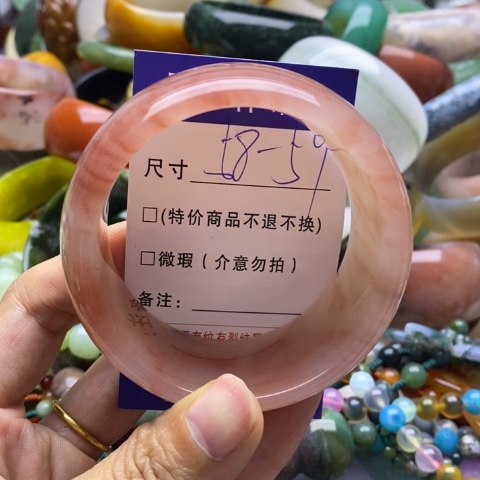 尺寸 58-59
□(特价商品不退不换)
□微瑕(介意勿拍)
备注: